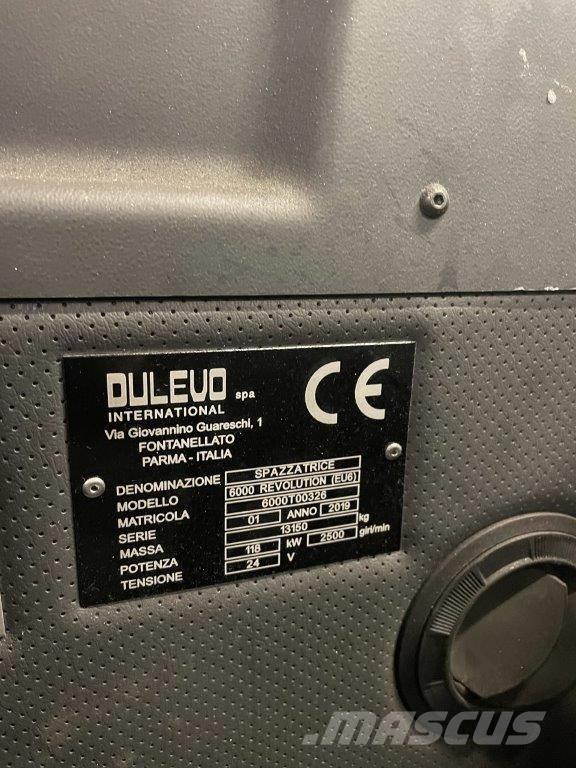 DULEVO spa
INTERNATIONAL
Via Giovannino Guareschi, 1
FONTANELLATO
PARMA - ITALIA
CE
DENOMINAZIONE SPAZZATRICE
MODELLO 6000 REVOLUTION (EU6)
MATRICOLA 6000T00326
SERIE 01 ANNO 2019
MASSA 13150 kg
POTENZA 118 kW 2500 giri/min
TENSIONE 24 V
MASCUS